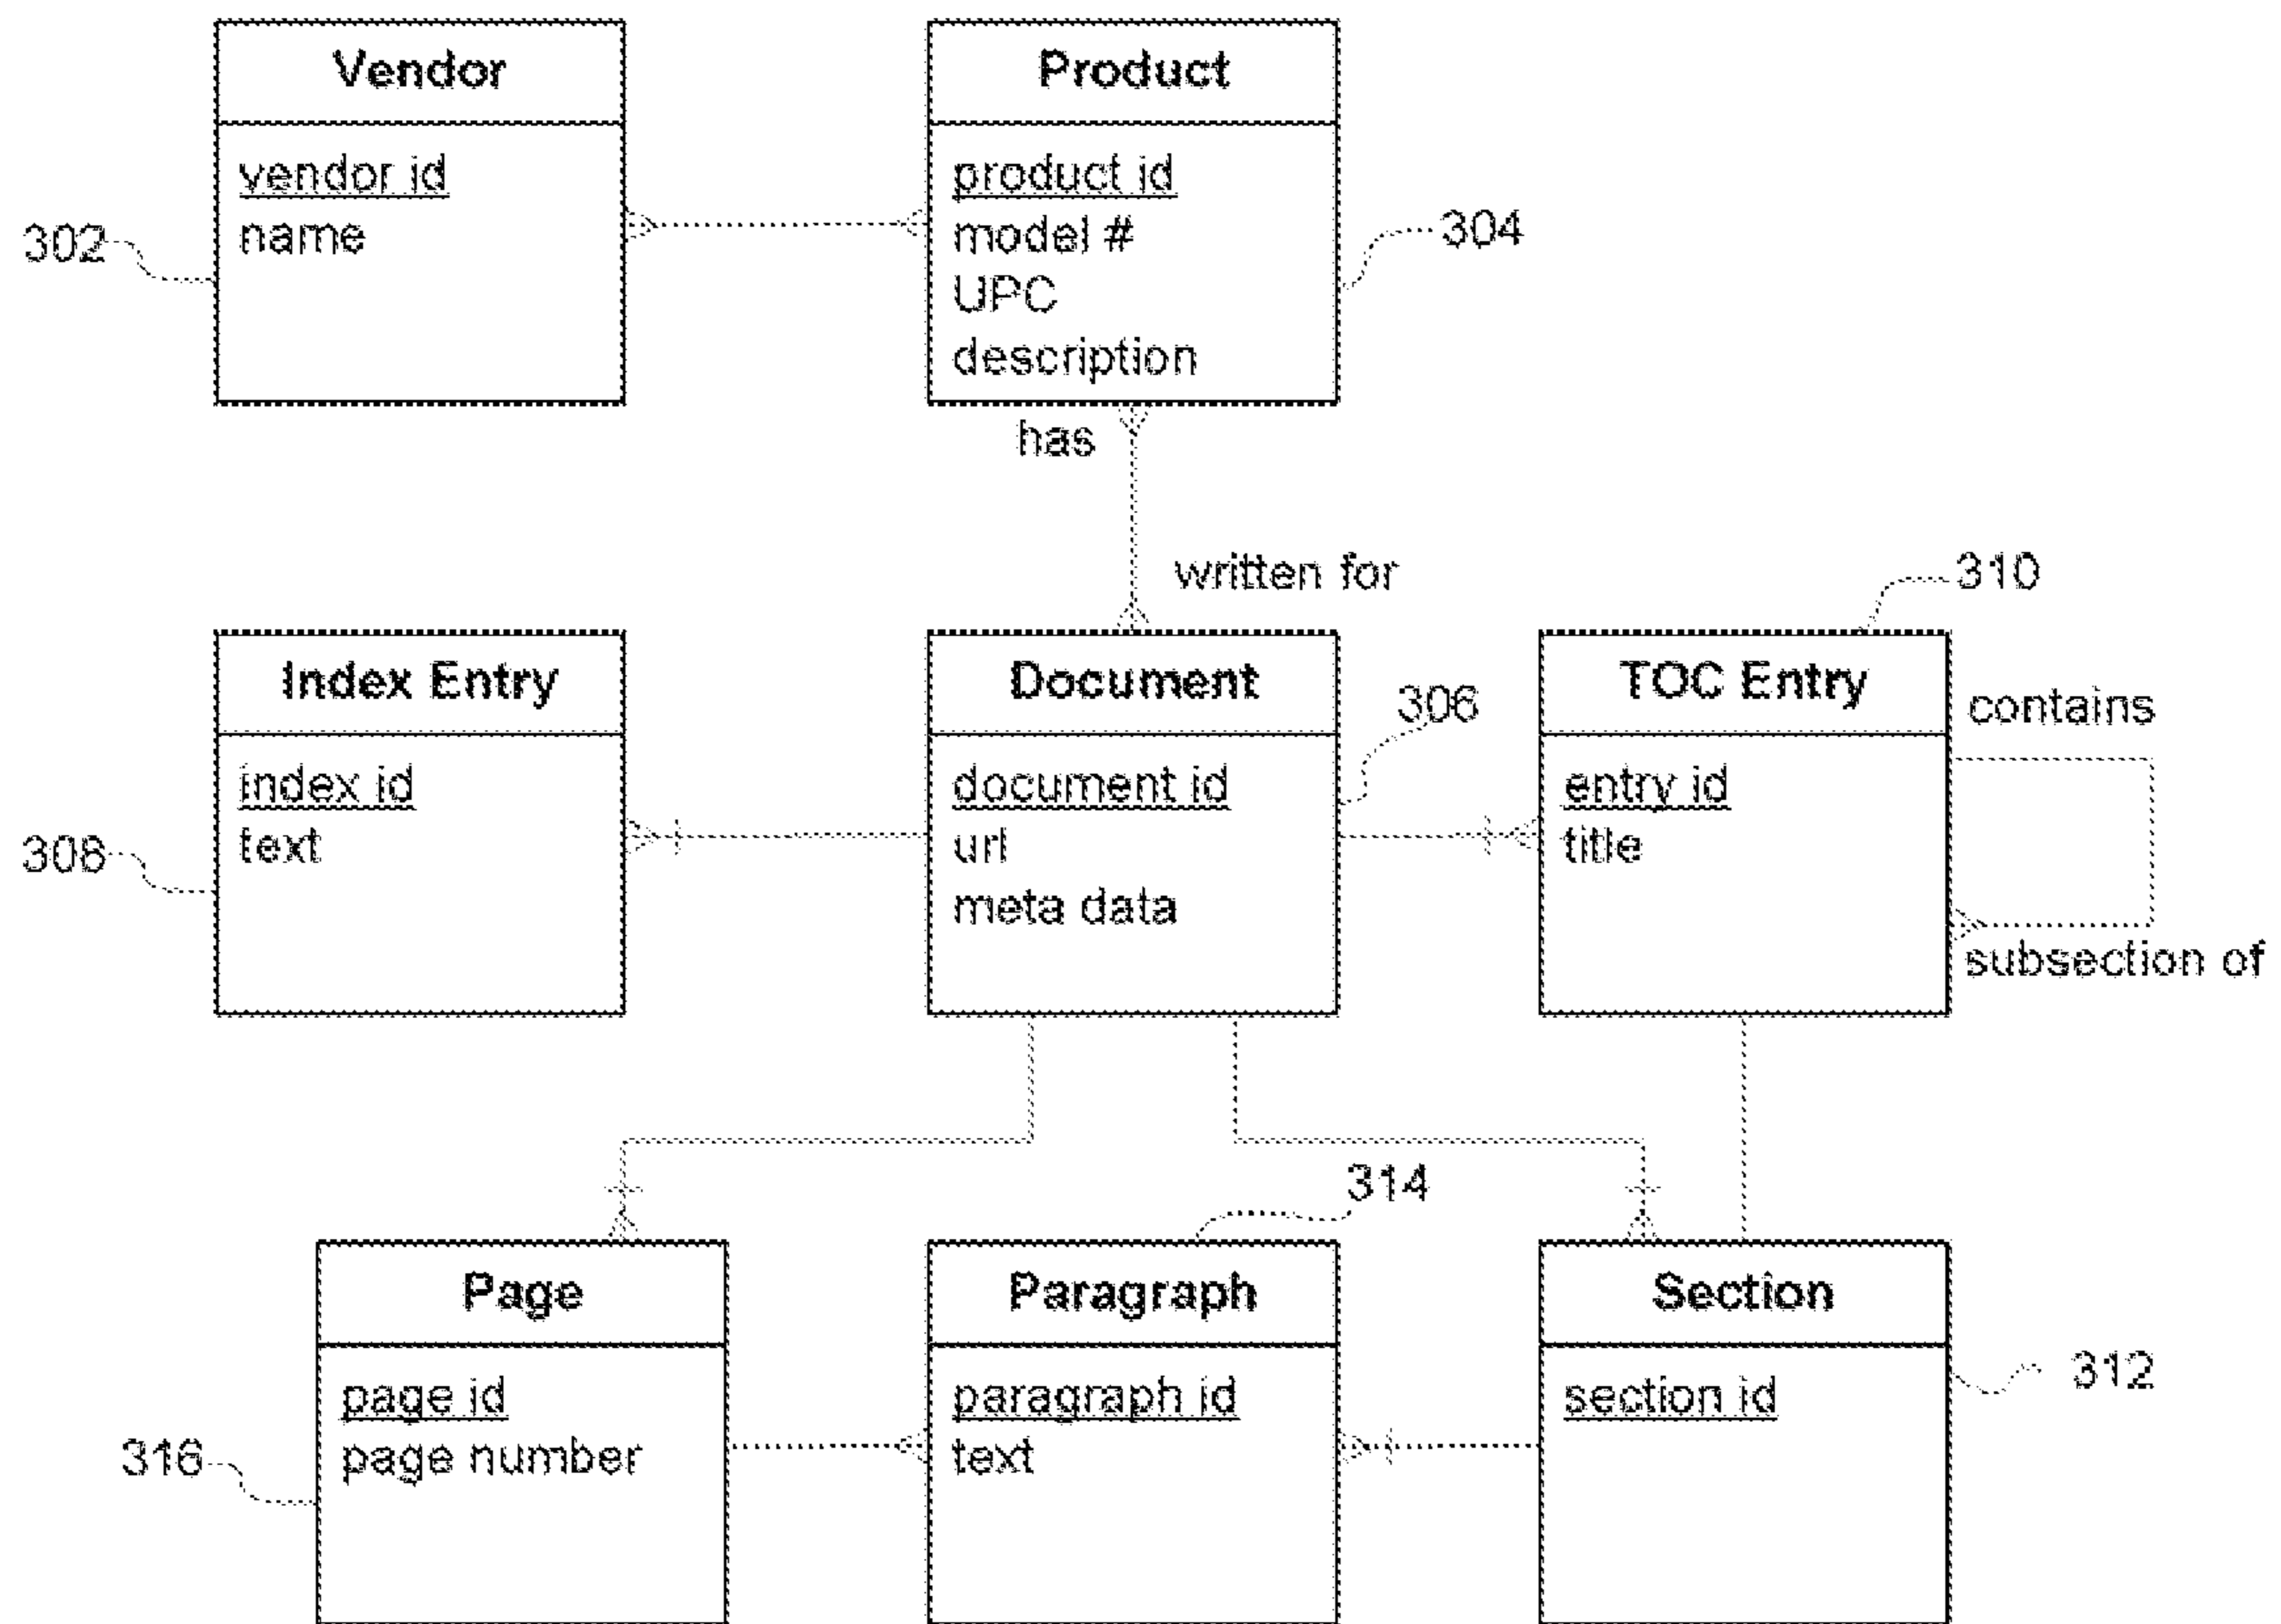 Vendor
vendor id
name
302
Product
product id
model #
UPC
description
304
has
written for
Index Entry
index id
text
308
Document
document id
url
meta data
306
310
TOC Entry
entry id
title
contains
subsection of
Page
page id
page number
316
314
Paragraph
paragraph id
text
Section
section id
312